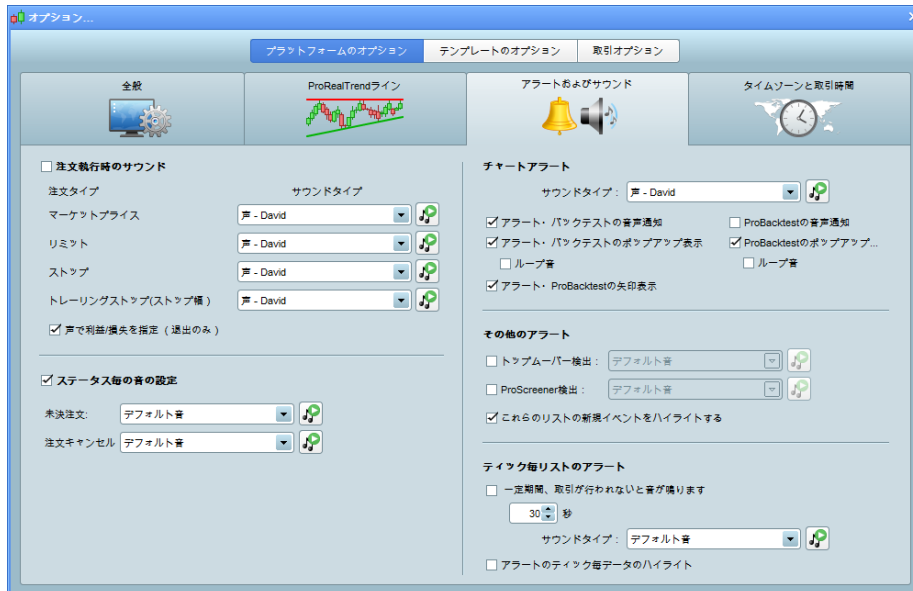 オプション...
プラットフォームのオプション テンプレートのオプション 取引オプション
全般 ProRealTrendライン アラートおよびサウンド タイムゾーンと取引時間
注文執行時のサウンド
注文タイプ サウンドタイプ
マーケットプライス 声 - David
リミット 声 - David
ストップ 声 - David
トレーリングストップ(ストップ幅) 声 - David
声で利益/損失を指定 (退出のみ)
ステータス毎の音の設定
未決注文: デフォルト音
注文キャンセル デフォルト音
チャートアラート
サウンドタイプ: 声 - David
アラート・バックテストの音声通知 ProBacktestの音声通知
アラート・バックテストのポップアップ表示 ProBacktestのポップアップ...
ループ音 ループ音
アラート・ProBacktestの矢印表示
その他のアラート
トップムーバー検出: デフォルト音
ProScreener検出: デフォルト音
これらのリストの新規イベントをハイライトする
ティック毎リストのアラート
一定期間、取引が行われないと音が鳴ります
30 秒
サウンドタイプ: デフォルト音
アラートのティック毎データのハイライト